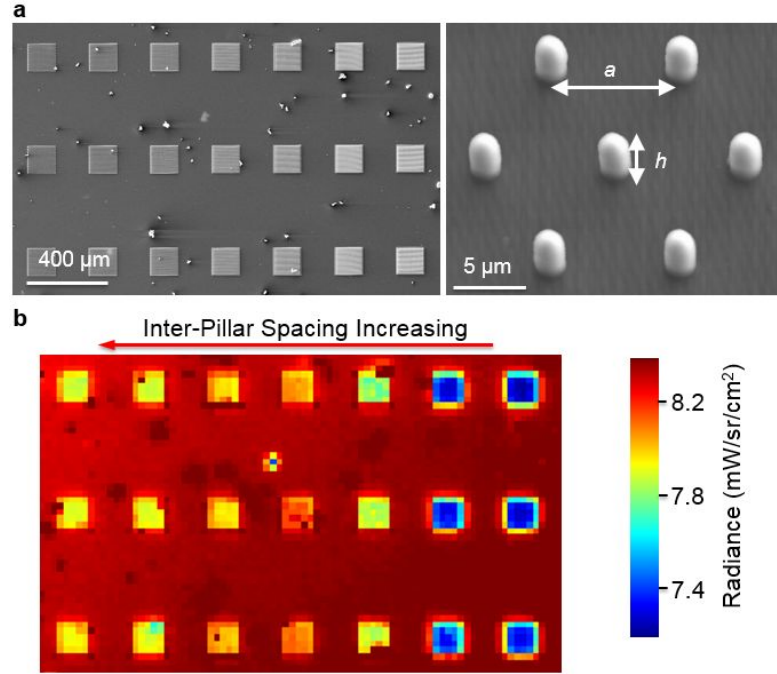 a
a
h
400 μm
5 μm
b
Inter-Pillar Spacing Increasing
8.2
7.8
7.4
Radiance (mW/sr/cm²)